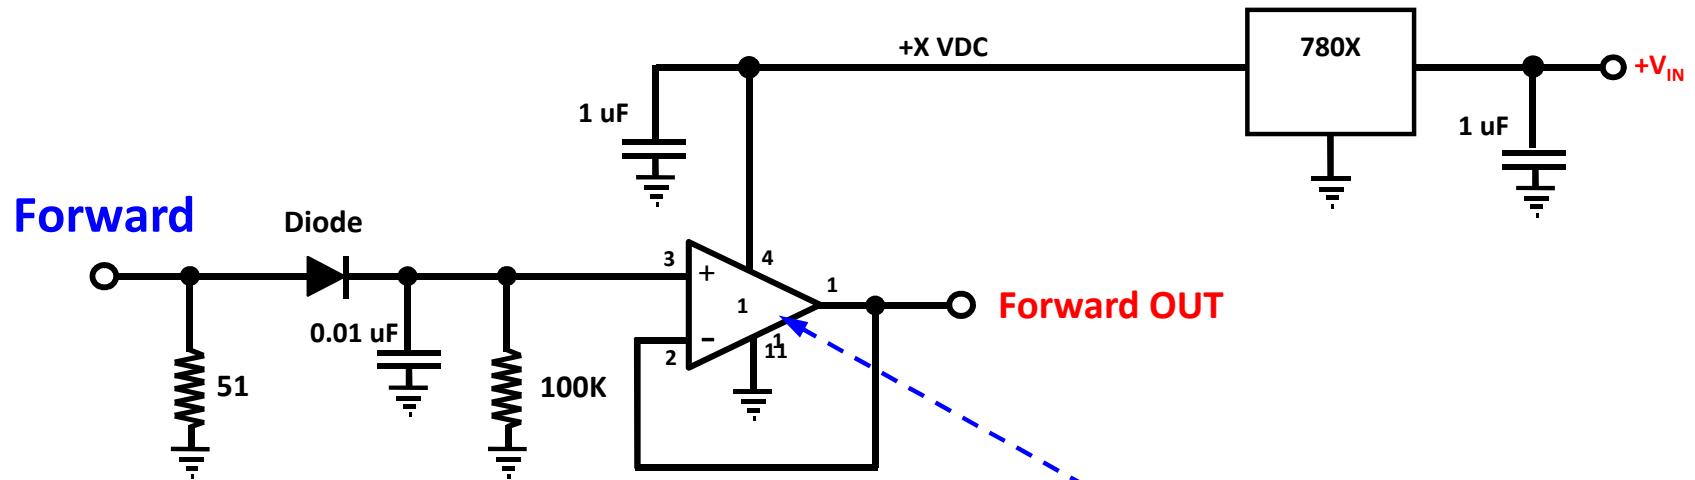 +X VDC
780X
+VIN
1 uF
1 uF
Forward
Diode
3
+
4
1
1
Forward OUT
0.01 uF
-
2
11
1
51
100K